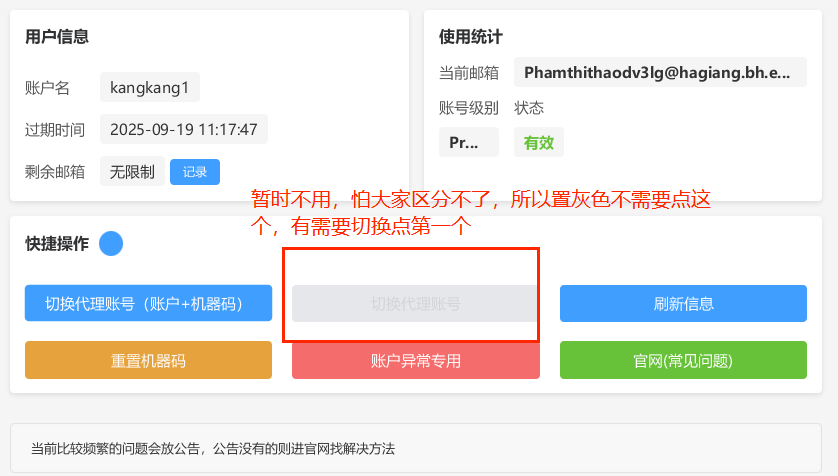 用户信息
账户名 kangkang1
过期时间 2025-09-19 11:17:47
剩余邮箱 无限制 记录
使用统计
当前邮箱 Phamthithaodv3lg@hagiang.bh.e...
账号级别 状态
Pr... 有效
暂时不用，怕大家区分不了，所以置灰色不需要点这
个，有需要切换点第一个
快捷操作
切换代理账号（账户+机器码） 切换代理账号 刷新信息
重置机器码 账户异常专用 官网(常见问题)
当前比较频繁的问题会放公告，公告没有的则进官网找解决方法